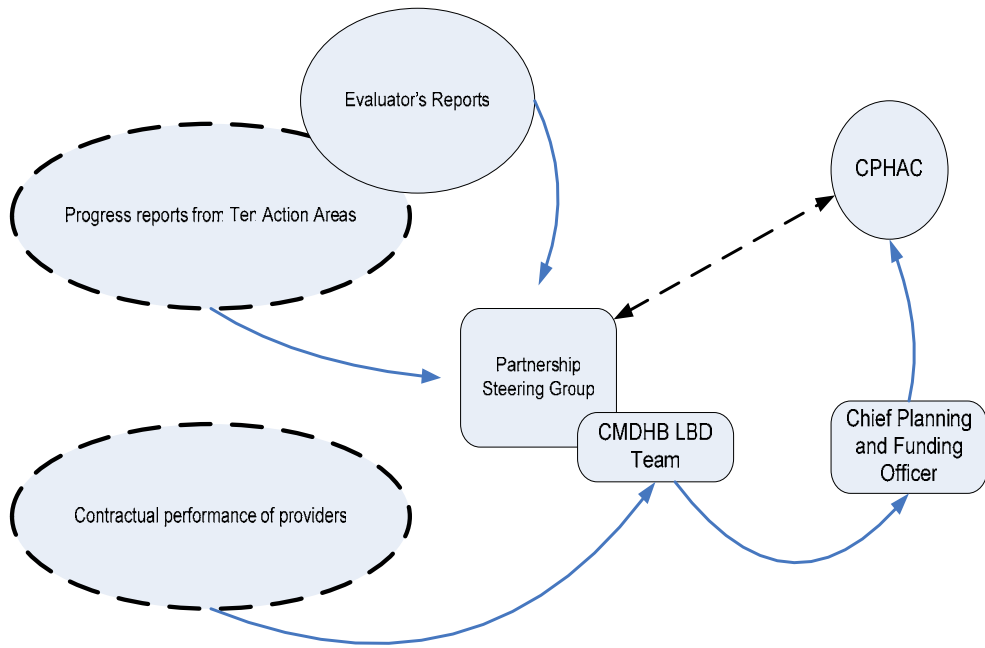 Evaluator's Reports
CPHAC
Progress reports from Ten Action Areas
Partnership
Steering Group
CMDHB LBD
Team
Chief Planning
and Funding
Officer
Contractual performance of providers